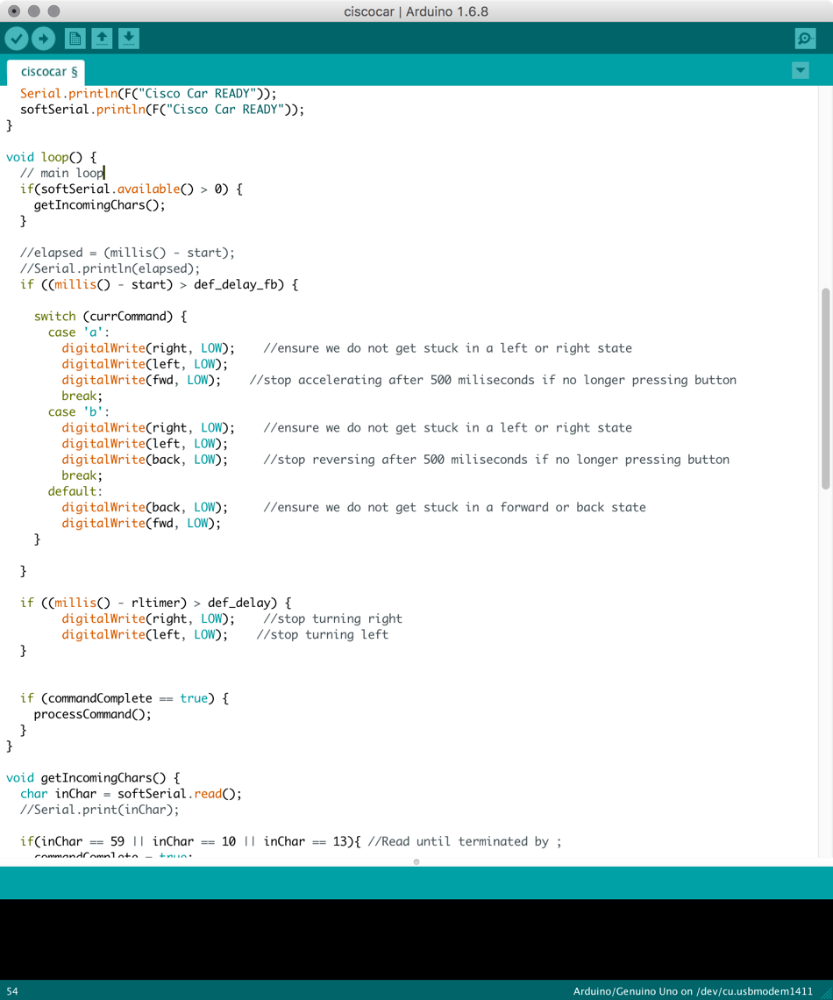 ciscocar | Arduino 1.6.8
ciscocar §
Serial.println(F("Cisco Car READY"));
softSerial.println(F("Cisco Car READY"));
}
void loop() {
// main loop
if(softSerial.available() > 0) {
getIncomingChars();
}
//elapsed = (millis() - start);
//Serial.println(elapsed);
if ((millis() - start) > def_delay_fb) {
switch (currCommand) {
case 'a':
digitalWrite(right, LOW);    //ensure we do not get stuck in a left or right state
digitalWrite(left, LOW);
digitalWrite(fwd, LOW);    //stop accelerating after 500 miliseconds if no longer pressing button
break;
case 'b':
digitalWrite(right, LOW);    //ensure we do not get stuck in a left or right state
digitalWrite(left, LOW);
digitalWrite(back, LOW);     //stop reversing after 500 miliseconds if no longer pressing button
break;
default:
digitalWrite(back, LOW);     //ensure we do not get stuck in a forward or back state
digitalWrite(fwd, LOW);
}
}
if ((millis() - rltimer) > def_delay) {
digitalWrite(right, LOW);    //stop turning right
digitalWrite(left, LOW);    //stop turning left
}
if (commandComplete == true) {
processCommand();
}
}
void getIncomingChars() {
char inChar = softSerial.read();
//Serial.print(inChar);
if(inChar == 59 || inChar == 10 || inChar == 13){ //Read until terminated by ;
commandComplete = true;
54
Arduino/Genuino Uno on /dev/cu.usbmodem1411